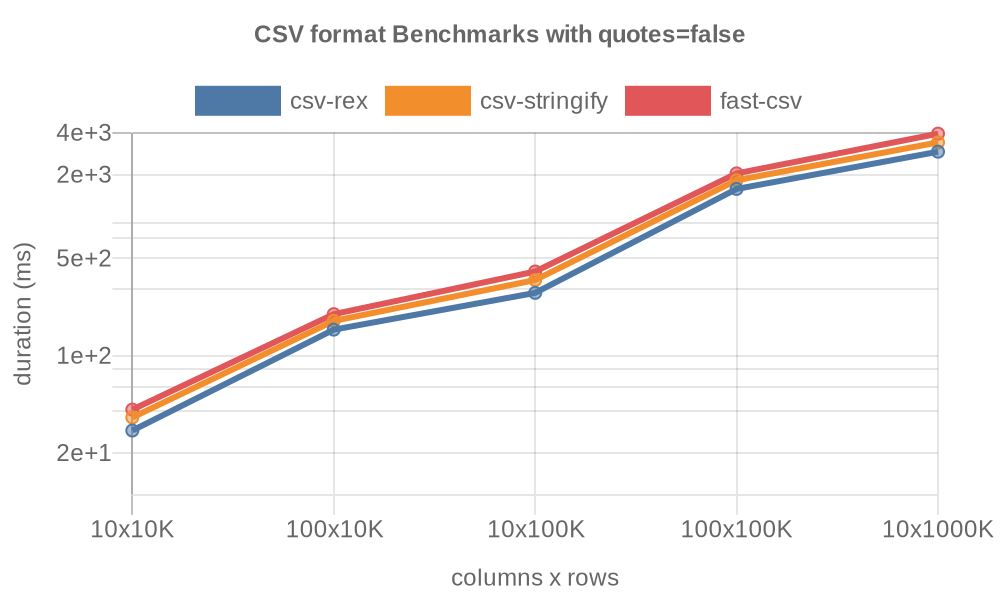 CSV format Benchmarks with quotes=false
csv-rex csv-stringify fast-csv
4e+3
2e+3
5e+2
1e+2
2e+1
duration (ms)
10x10K 100x10K 10x100K 100x100K 10x1000K
columns x rows